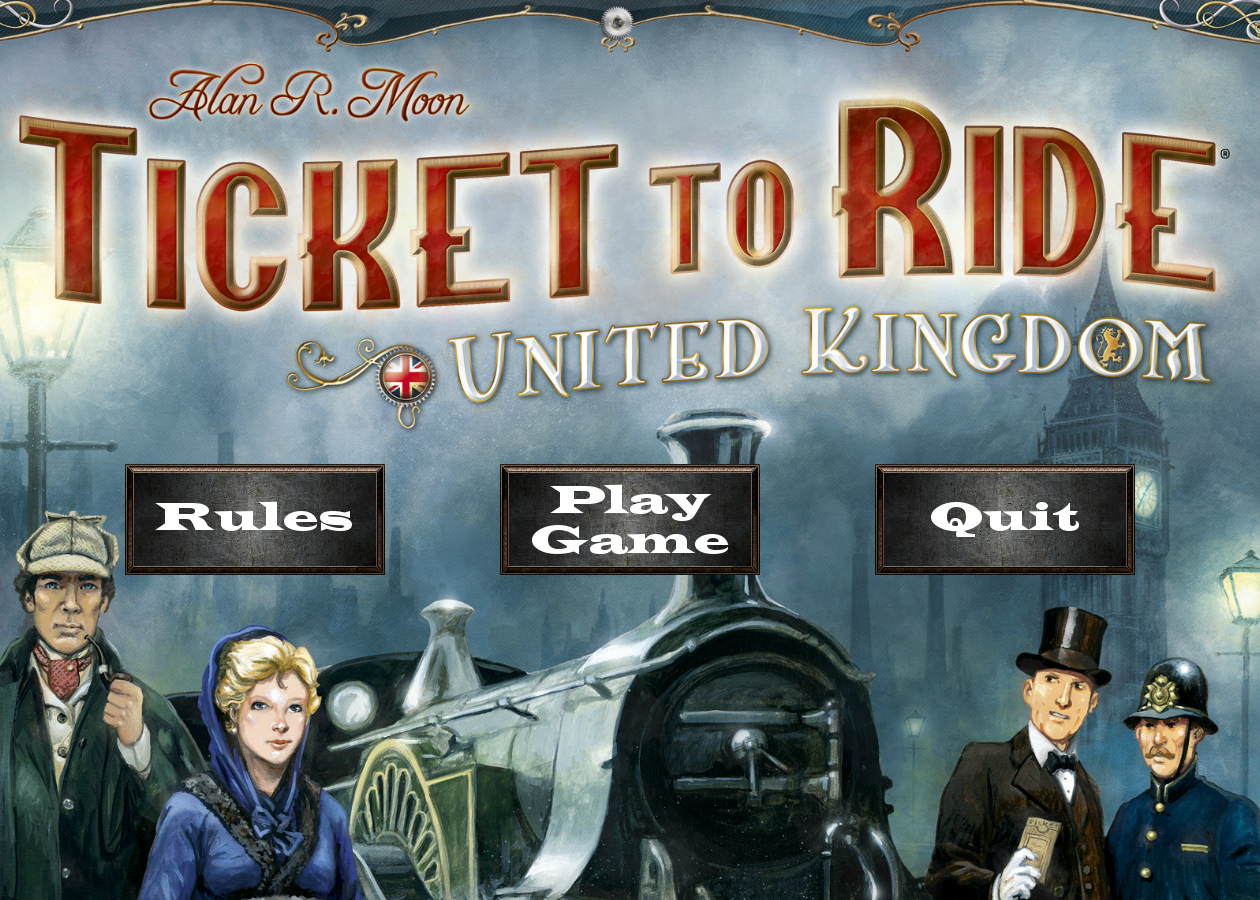 Alan R. Moon
TICKET TO RIDE®
UNITED KINGDOM
Rules
Play
Game
Quit